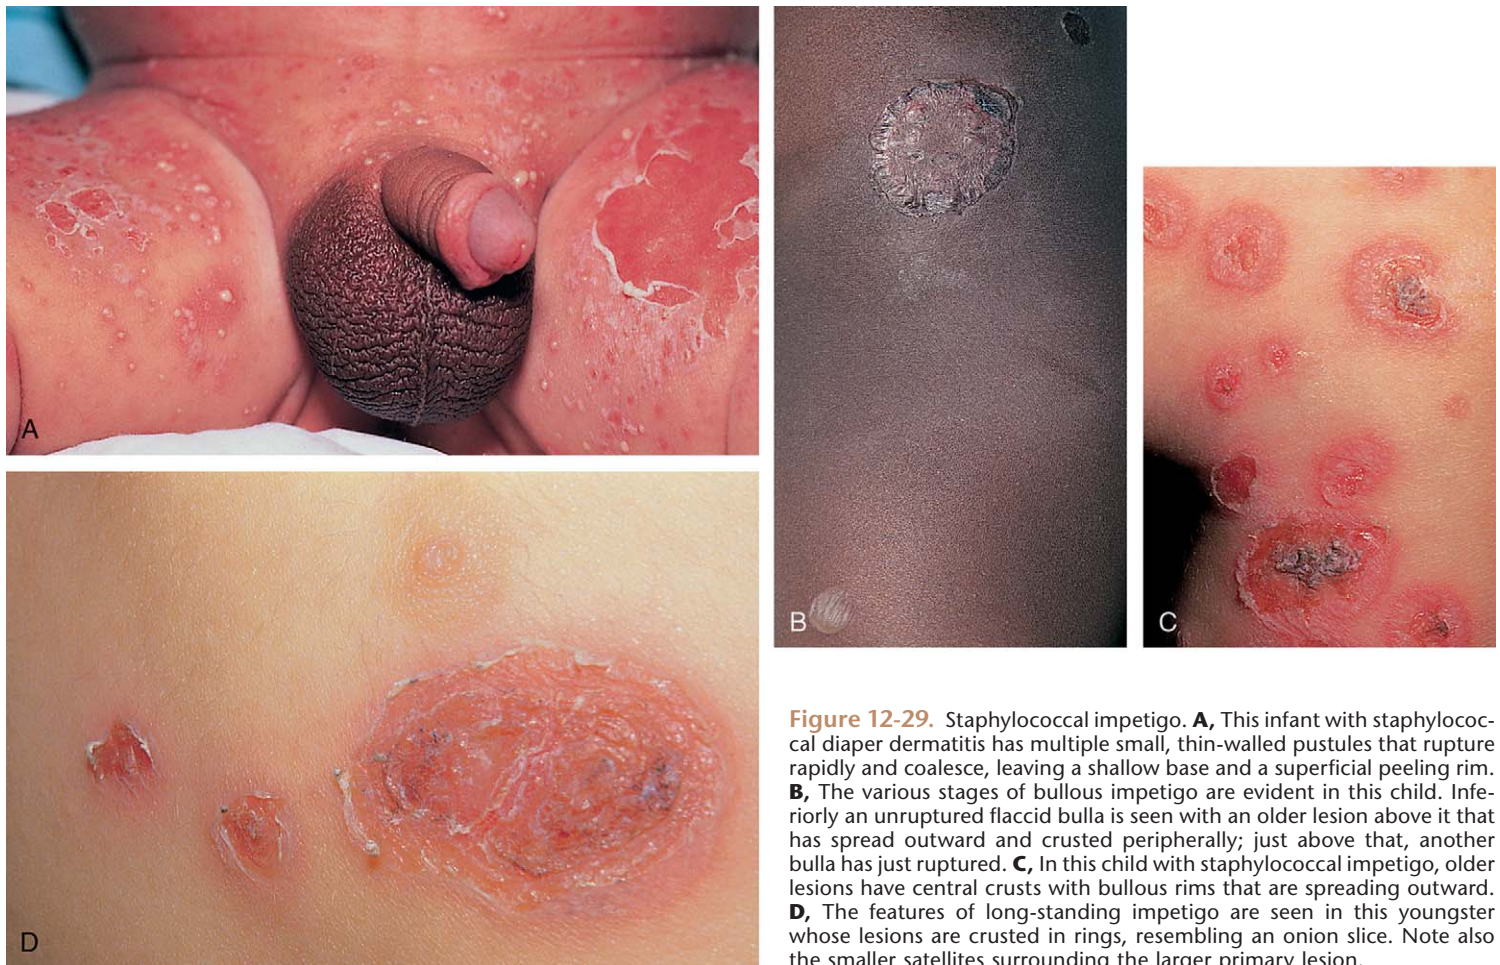 A
B
C
D
Figure 12-29. Staphylococcal impetigo. A, This infant with staphylococ-
cal diaper dermatitis has multiple small, thin-walled pustules that rupture
rapidly and coalesce, leaving a shallow base and a superficial peeling rim.
B, The various stages of bullous impetigo are evident in this child. Infe-
riorly an unruptured flaccid bulla is seen with an older lesion above it that
has spread outward and crusted peripherally; just above that, another
bulla has just ruptured. C, In this child with staphylococcal impetigo, older
lesions have central crusts with bullous rims that are spreading outward.
D, The features of long-standing impetigo are seen in this youngster
whose lesions are crusted in rings, resembling an onion slice. Note also
the smaller satellites surrounding the larger primary lesion.